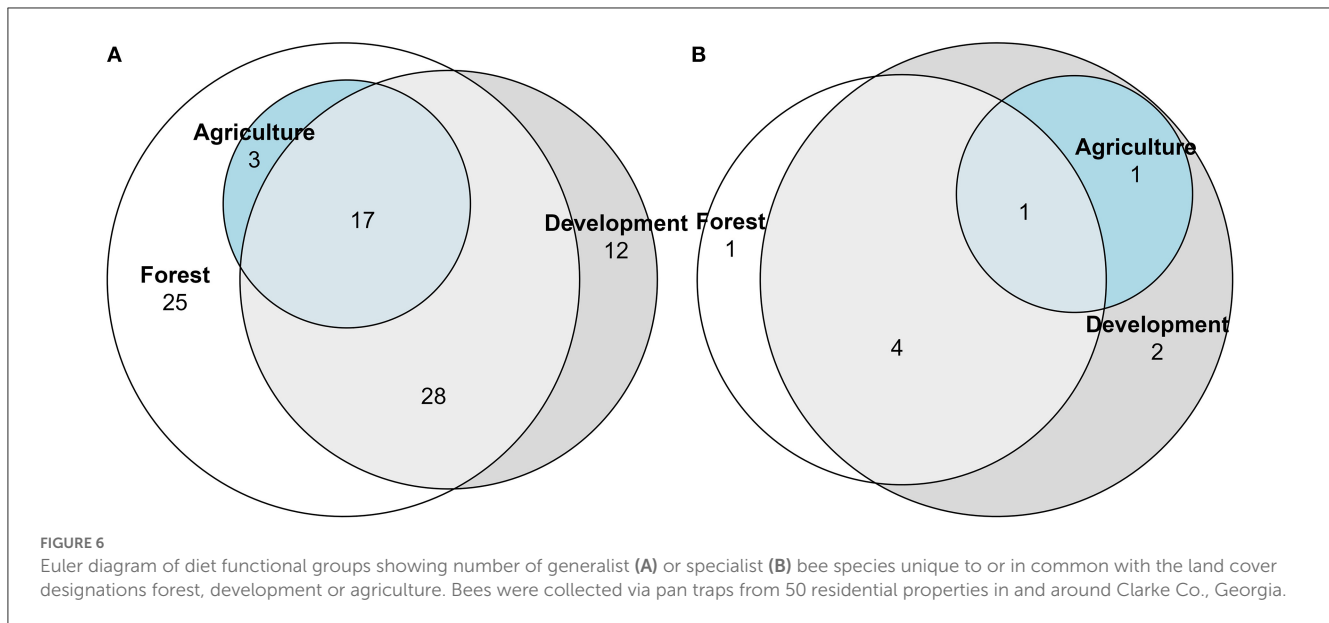 A
Agriculture
3
17
Development
12
Forest
25
28
B
Agriculture
1
1
Forest
1
Development
2
4
FIGURE 6
Euler diagram of diet functional groups showing number of generalist (A) or specialist (B) bee species unique to or in common with the land cover
designations forest, development or agriculture. Bees were collected via pan traps from 50 residential properties in and around Clarke Co., Georgia.